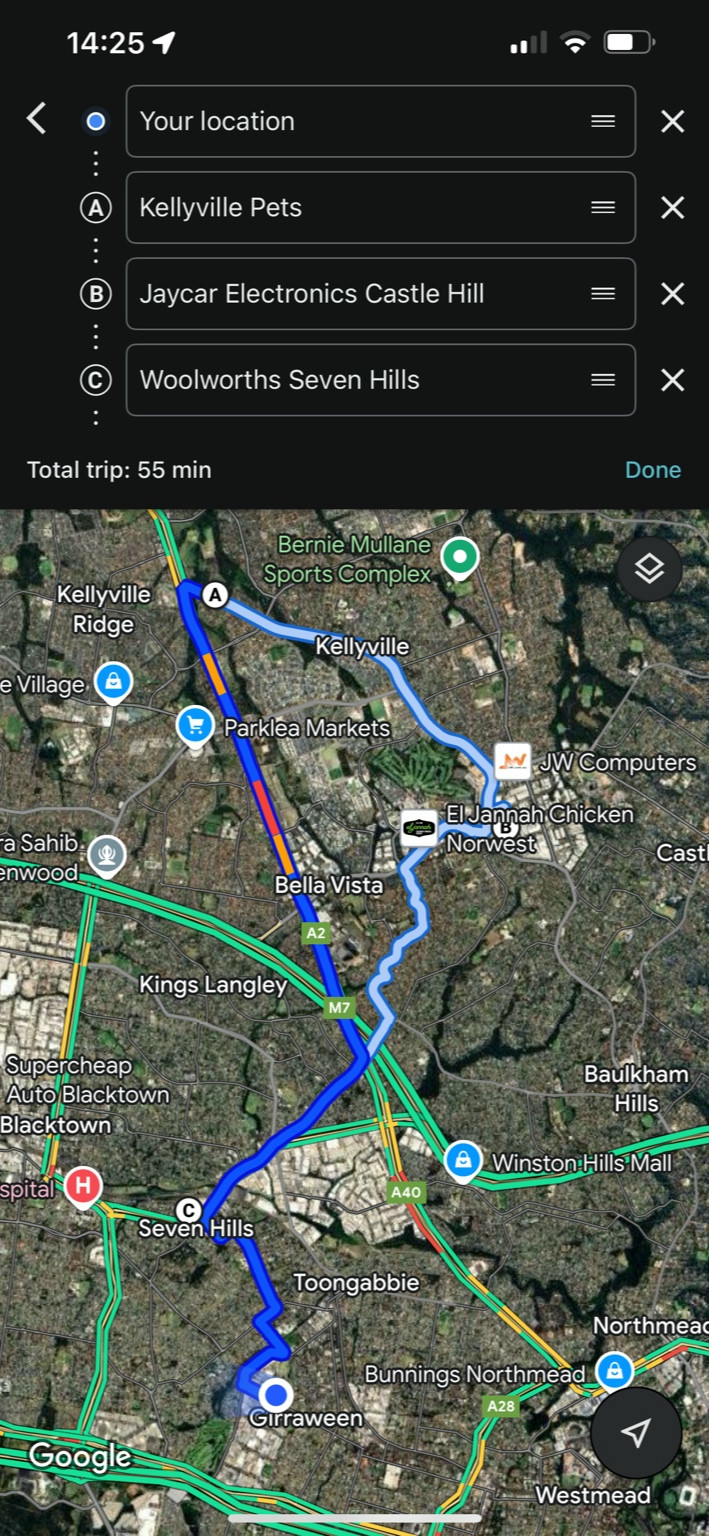 14:25
Your location
A
Kellyville Pets
B
Jaycar Electronics Castle Hill
C
Woolworths Seven Hills
Total trip: 55 min
Done
Bernie Mullane
Sports Complex
Kellyville
Ridge
A
Kellyville
e Village
Parklea Markets
JW Computers
El Jannah Chicken
Norwest
B
ra Sahib
enwood
Castl
Bella Vista
A2
Kings Langley
M7
Supercheap
Auto Blacktown
Blacktown
Baulkham
Hills
Winston Hills Mall
spital
H
A40
C
Seven Hills
Toongabbie
Northmead
Bunnings Northmead
A28
Girraween
Google
Westmead